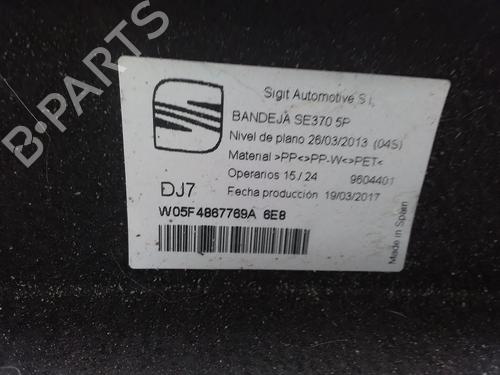 Sigit Automotive S.L.
BANDEJA SE370 5P
Nivel de plano 26/03/2013 (04S)
Material >PP<>PP-W<>PET<
Operarios 15 / 24 9604401
DJ7 Fecha producción 19/03/2017
W05F4867769A 6E8
Made in Spain
B-PARTS